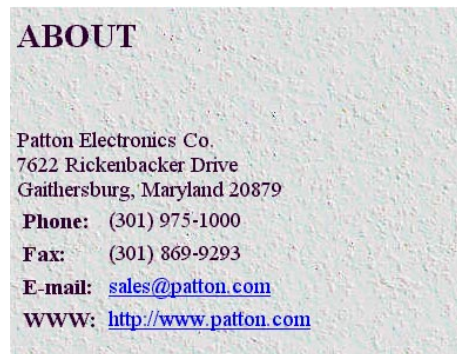 ABOUT
Patton Electronics Co.
7622 Rickenbacker Drive
Gaithersburg, Maryland 20879
Phone: (301) 975-1000
Fax: (301) 869-9293
E-mail: sales@patton.com
WWW: http://www.patton.com